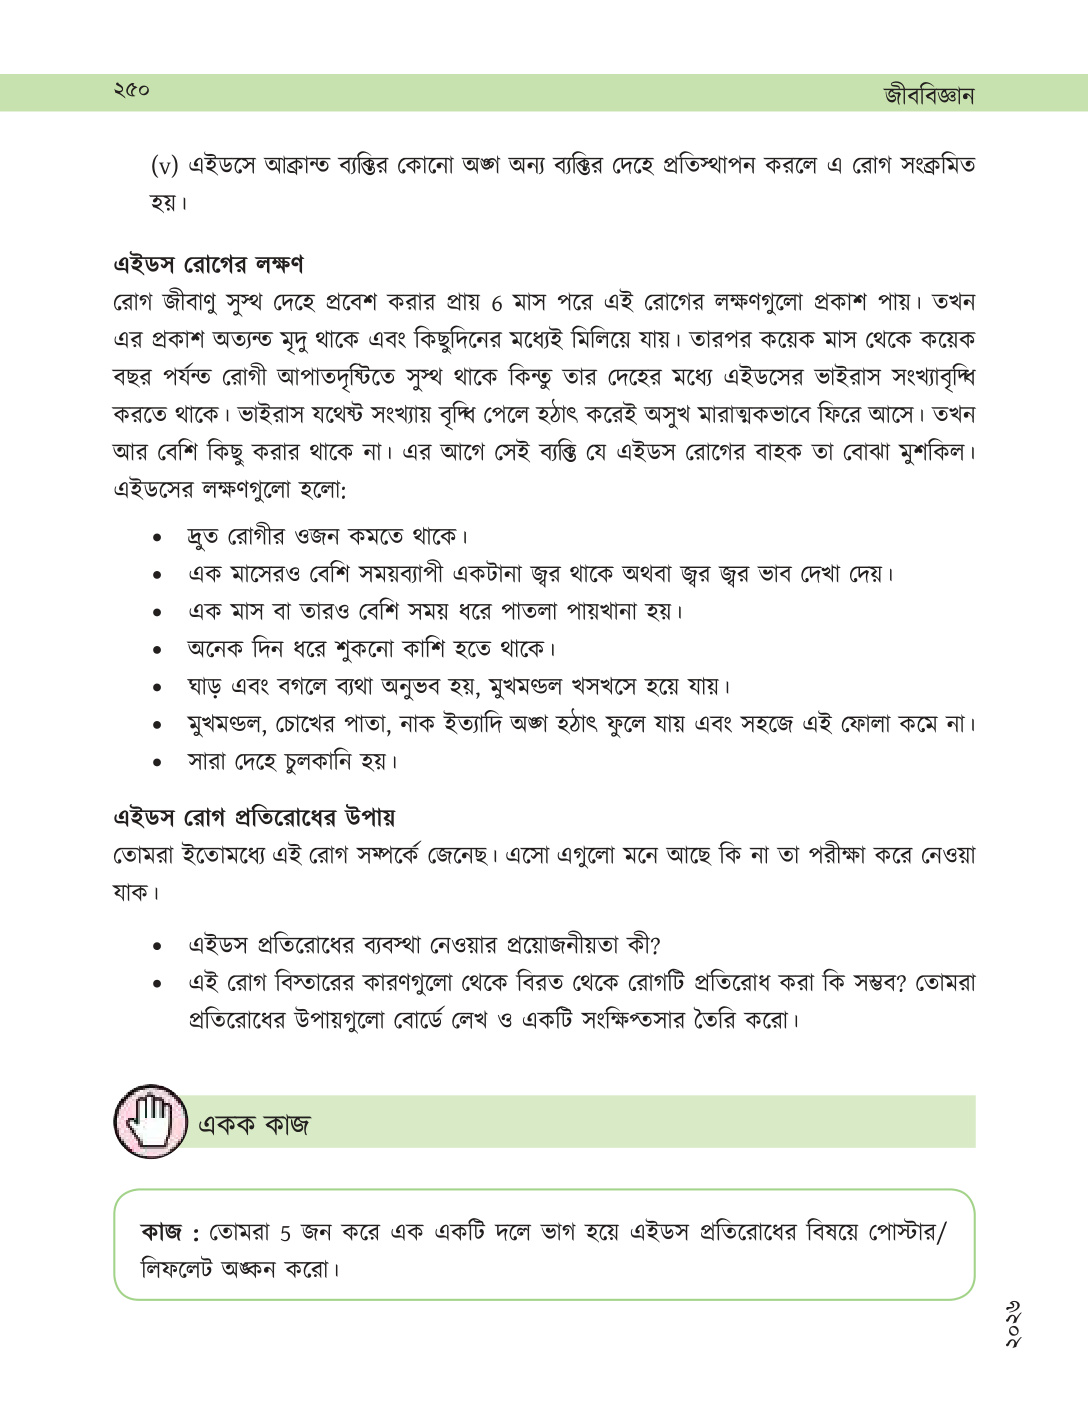 ২৫০
জীববিজ্ঞান
(v) এইডসে আক্রান্ত ব্যক্তির কোনো অঙ্গ অন্য ব্যক্তির দেহে প্রতিস্থাপন করলে এ রোগ সংক্রমিত
হয়।
এইডস রোগের লক্ষণ
রোগ জীবাণু সুস্থ দেহে প্রবেশ করার প্রায় 6 মাস পরে এই রোগের লক্ষণগুলো প্রকাশ পায়। তখন
এর প্রকাশ অত্যন্ত মৃদু থাকে এবং কিছুদিনের মধ্যেই মিলিয়ে যায়। তারপর কয়েক মাস থেকে কয়েক
বছর পর্যন্ত রোগী আপাতদৃষ্টিতে সুস্থ থাকে কিন্তু তার দেহের মধ্যে এইডসের ভাইরাস সংখ্যাবৃদ্ধি
করতে থাকে। ভাইরাস যথেষ্ট সংখ্যায় বৃদ্ধি পেলে হঠাৎ করেই অসুখ মারাত্মকভাবে ফিরে আসে। তখন
আর বেশি কিছু করার থাকে না। এর আগে সেই ব্যক্তি যে এইডস রোগের বাহক তা বোঝা মুশকিল।
এইডসের লক্ষণগুলো হলো:
• দ্রুত রোগীর ওজন কমতে থাকে।
• এক মাসেরও বেশি সময়ব্যাপী একটানা জ্বর থাকে অথবা জ্বর জ্বর ভাব দেখা দেয়।
• এক মাস বা তারও বেশি সময় ধরে পাতলা পায়খানা হয়।
• অনেক দিন ধরে শুকনো কাশি হতে থাকে।
• ঘাড় এবং বগলে ব্যথা অনুভব হয়, মুখমণ্ডল খসখসে হয়ে যায়।
• মুখমণ্ডল, চোখের পাতা, নাক ইত্যাদি অঙ্গ হঠাৎ ফুলে যায় এবং সহজে এই ফোলা কমে না।
• সারা দেহে চুলকানি হয়।
এইডস রোগ প্রতিরোধের উপায়
তোমরা ইতোমধ্যে এই রোগ সম্পর্কে জেনেছ। এসো এগুলো মনে আছে কি না তা পরীক্ষা করে নেওয়া
যাক।
• এইডস প্রতিরোধের ব্যবস্থা নেওয়ার প্রয়োজনীয়তা কী?
• এই রোগ বিস্তারের কারণগুলো থেকে বিরত থেকে রোগটি প্রতিরোধ করা কি সম্ভব? তোমরা
প্রতিরোধের উপায়গুলো বোর্ডে লেখ ও একটি সংক্ষিপ্তসার তৈরি করো।
একক কাজ
কাজ : তোমরা 5 জন করে এক একটি দলে ভাগ হয়ে এইডস প্রতিরোধের বিষয়ে পোস্টার/
লিফলেট অঙ্কন করো।
২০২৬